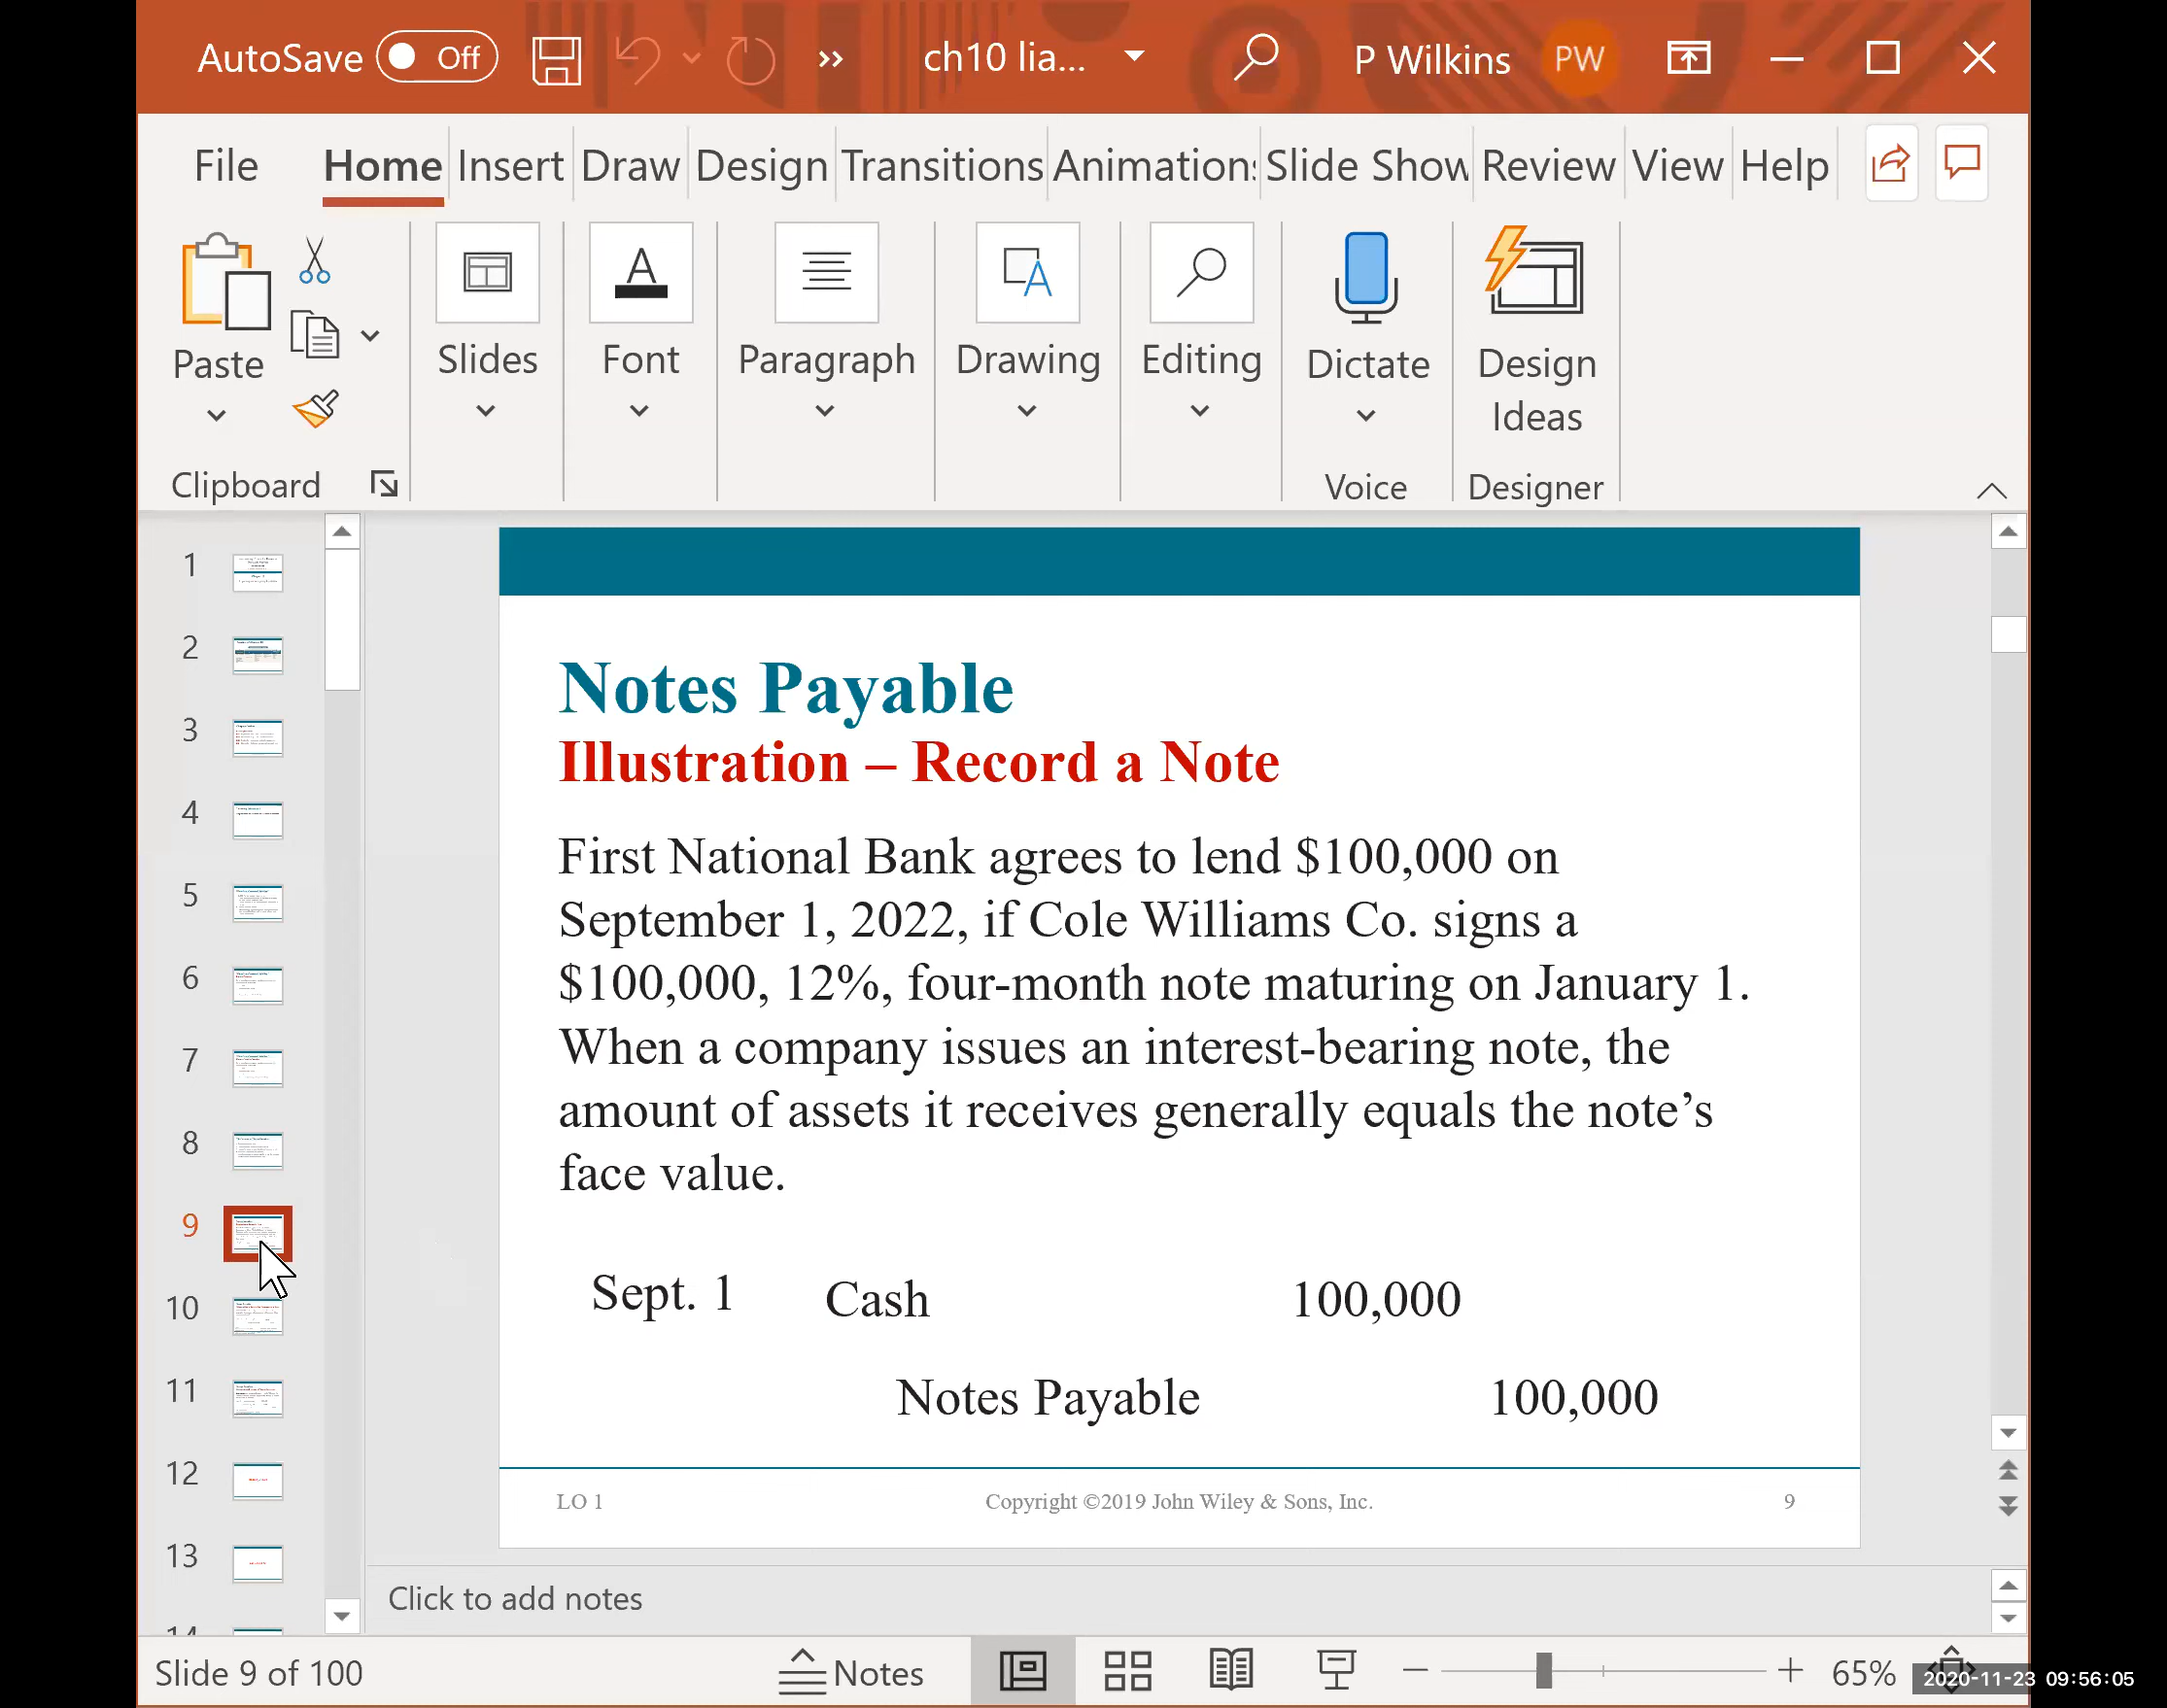 AutoSave Off ch10 lia... P Wilkins PW
File Home Insert Draw Design Transitions Animation Slide Show Review View Help
Paste
Slides Font Paragraph Drawing Editing Dictate Design Ideas
Clipboard Voice Designer
1
2
3
4
5
6
7
8
9
10
11
12
13
14
Notes Payable
Illustration – Record a Note
First National Bank agrees to lend $100,000 on
September 1, 2022, if Cole Williams Co. signs a
$100,000, 12%, four-month note maturing on January 1.
When a company issues an interest-bearing note, the
amount of assets it receives generally equals the note’s
face value.
Sept. 1 Cash 100,000
Notes Payable 100,000
LO 1 Copyright ©2019 John Wiley & Sons, Inc. 9
Click to add notes
Slide 9 of 100 Notes 65%
2020-11-23 09:56:05